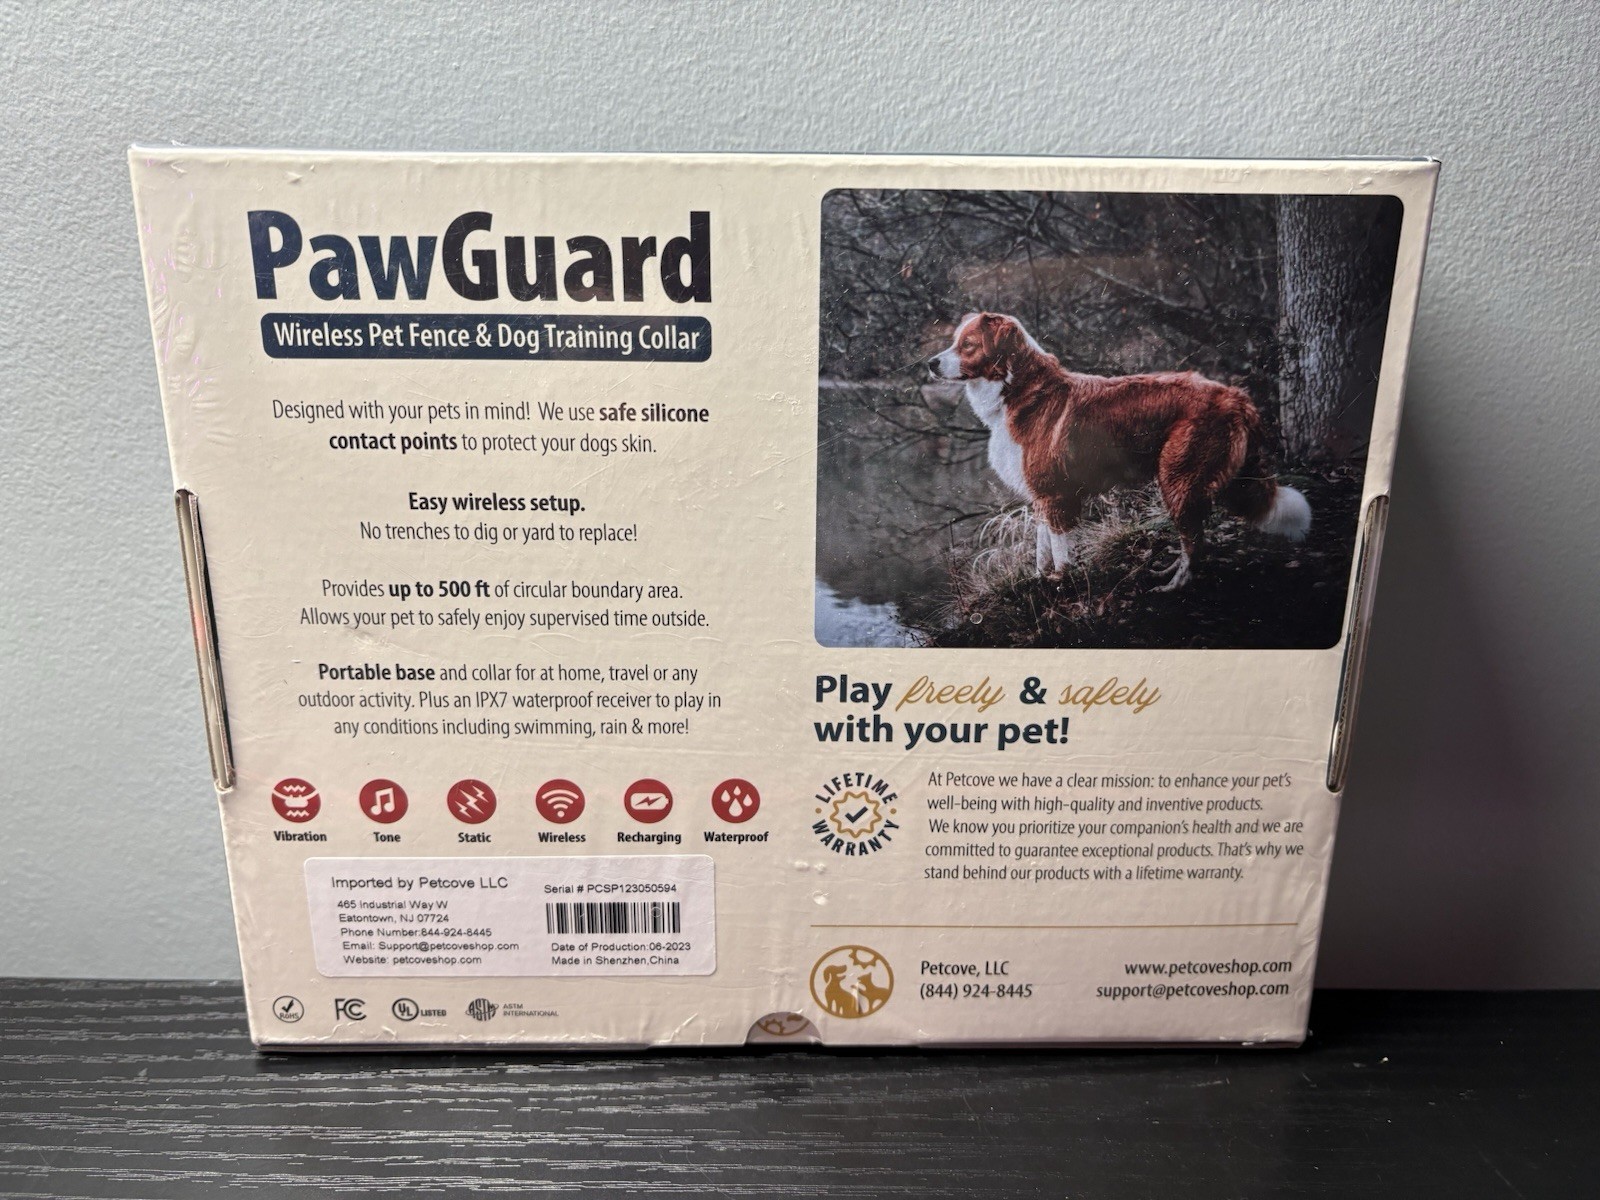 PawGuard
Wireless Pet Fence & Dog Training Collar
Designed with your pets in mind! We use safe silicone
contact points to protect your dogs skin.
Easy wireless setup.
No trenches to dig or yard to replace!
Provides up to 500 ft of circular boundary area.
Allows your pet to safely enjoy supervised time outside.
Portable base and collar for at home, travel or any
outdoor activity. Plus an IPX7 waterproof receiver to play in
any conditions including swimming, rain & more!
Vibration
Tone
Static
Wireless
Recharging
Waterproof
Imported by Petcove LLC
465 Industrial Way W
Eatontown, NJ 07724
Phone Number:844-924-8445
Email: Support@petcoveshop.com
Website: petcoveshop.com
Serial # PCSP123050594
Date of Production:06-2023
Made in Shenzhen,China
RoHS
FC
UL LISTED
ASTM
ASTM
INTERNATIONAL
Play freely & safely
with your pet!
LIFETIME
WARRANTY
At Petcove we have a clear mission: to enhance your pet's
well-being with high-quality and inventive products.
We know you prioritize your companion's health and we are
committed to guarantee exceptional products. That's why we
stand behind our products with a lifetime warranty.
Petcove, LLC
(844) 924-8445
www.petcoveshop.com
support@petcoveshop.com